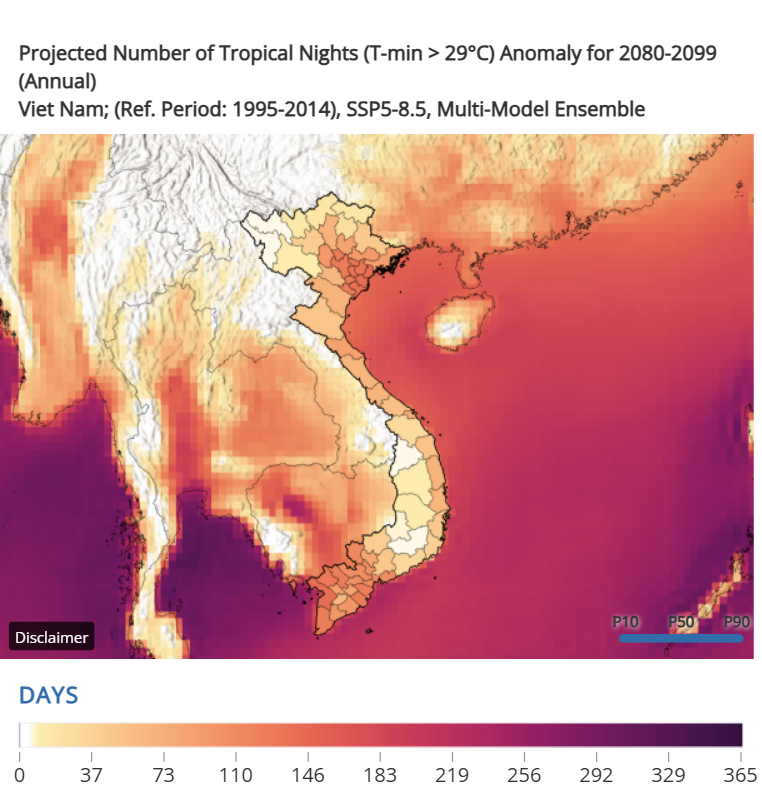 Projected Number of Tropical Nights (T-min > 29°C) Anomaly for 2080-2099
(Annual)
Viet Nam; (Ref. Period: 1995-2014), SSP5-8.5, Multi-Model Ensemble
P10 P50 P90
Disclaimer
DAYS
0 37 73 110 146 183 219 256 292 329 365